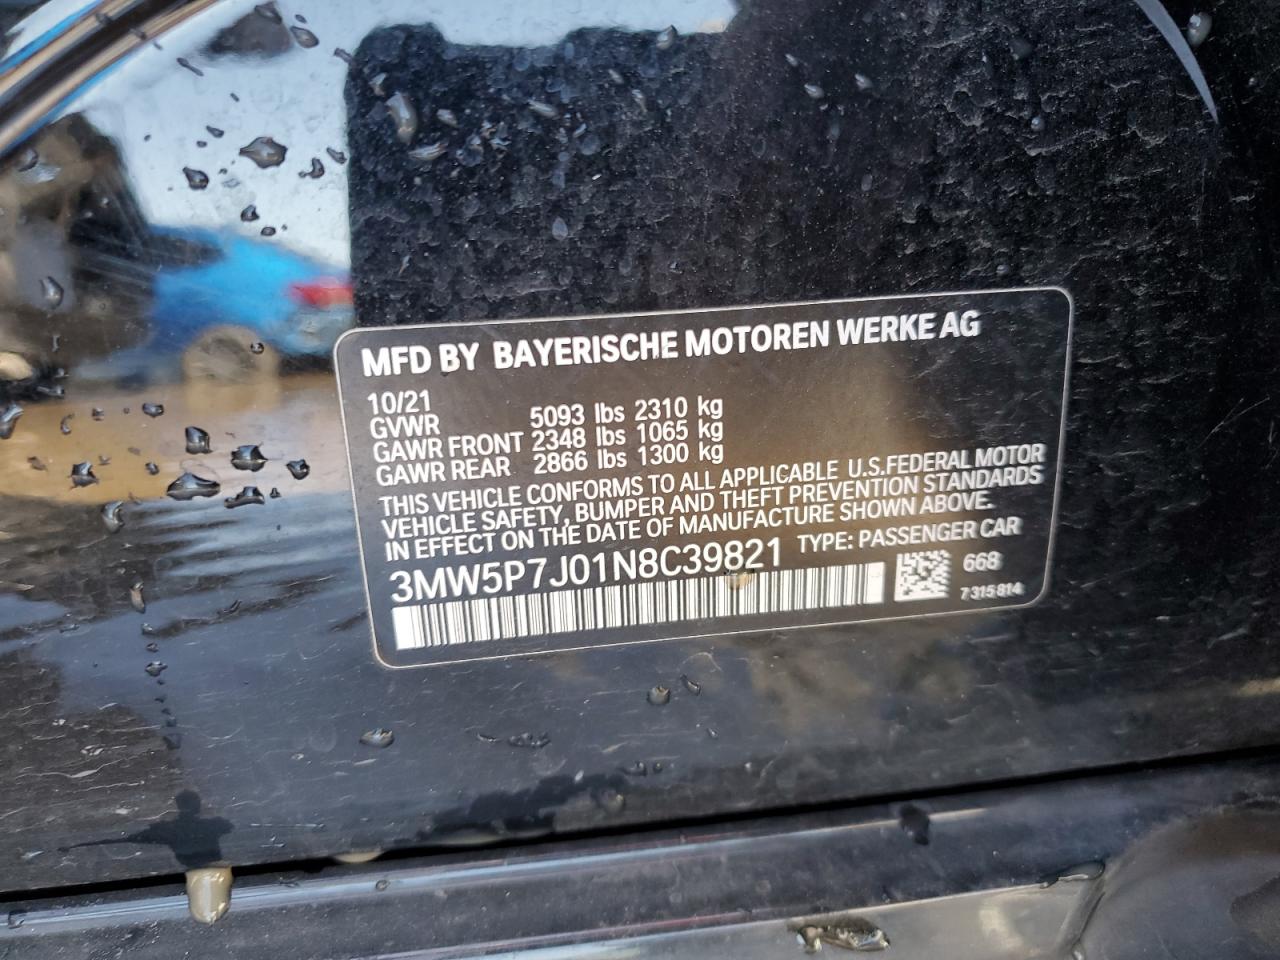 MFD BY BAYERISCHE MOTOREN WERKE AG
10/21
GVWR 5093 lbs 2310 kg
GAWR FRONT 2348 lbs 1065 kg
GAWR REAR 2866 lbs 1300 kg
THIS VEHICLE CONFORMS TO ALL APPLICABLE U.S.FEDERAL MOTOR
VEHICLE SAFETY, BUMPER AND THEFT PREVENTION STANDARDS
IN EFFECT ON THE DATE OF MANUFACTURE SHOWN ABOVE.
3MW5P7J01N8C39821 TYPE: PASSENGER CAR
668
7 315 814